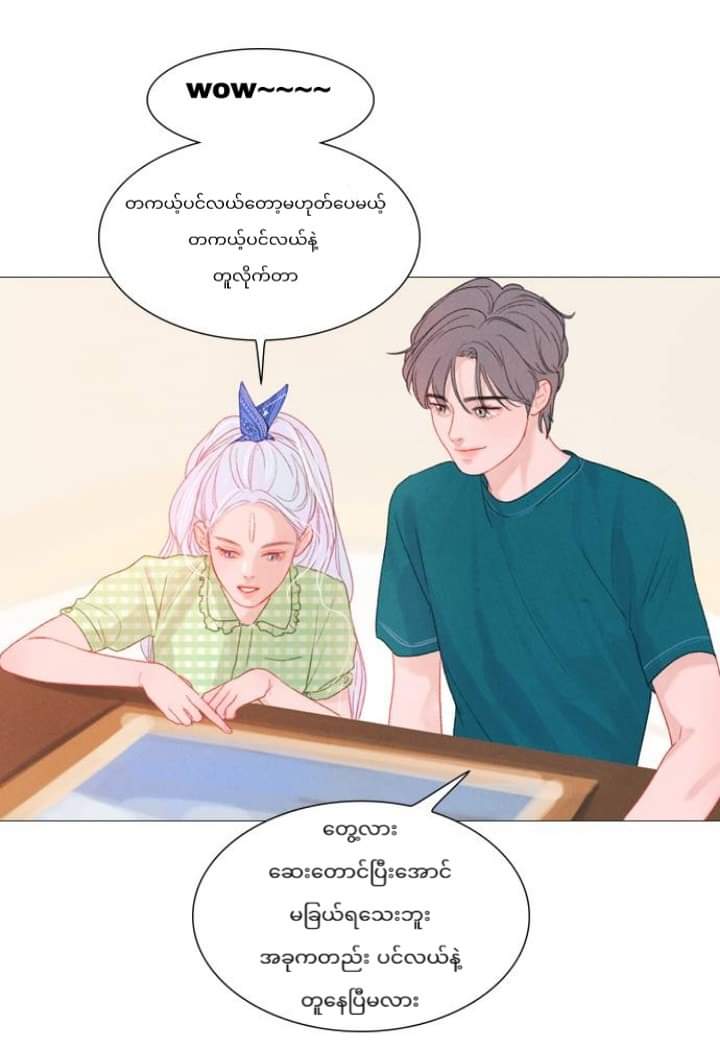 wow~~~~
တကယ့်ပင်လယ်တော့မဟုတ်ပေမယ့်
တကယ့်ပင်လယ်နဲ့
တူလိုက်တာ
တွေ့လား
ဆေးတောင်ပြီးအောင်
မခြယ်ရသေးဘူး
အခုကတည်း ပင်လယ်နဲ့
တူနေပြီမလား